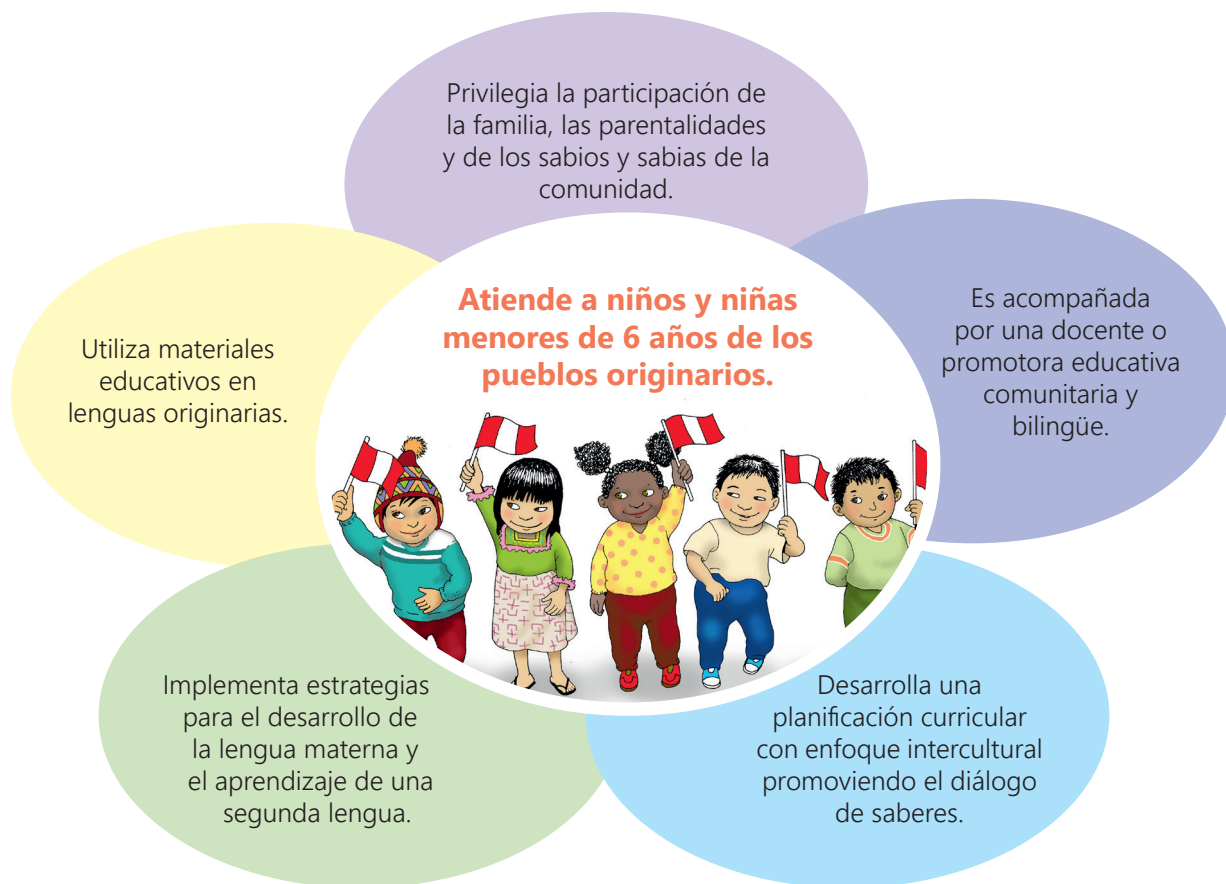 Privilegia la participación de
la familia, las parentalidades
y de los sabios y sabias de la
comunidad.
Atiende a niños y niñas
menores de 6 años de los
pueblos originarios.
Es acompañada
por una docente o
promotora educativa
comunitaria y
bilingüe.
Utiliza materiales
educativos en
lenguas originarias.
Implementa estrategias
para el desarrollo de
la lengua materna y
el aprendizaje de una
segunda lengua.
Desarrolla una
planificación curricular
con enfoque intercultural
promoviendo el diálogo
de saberes.